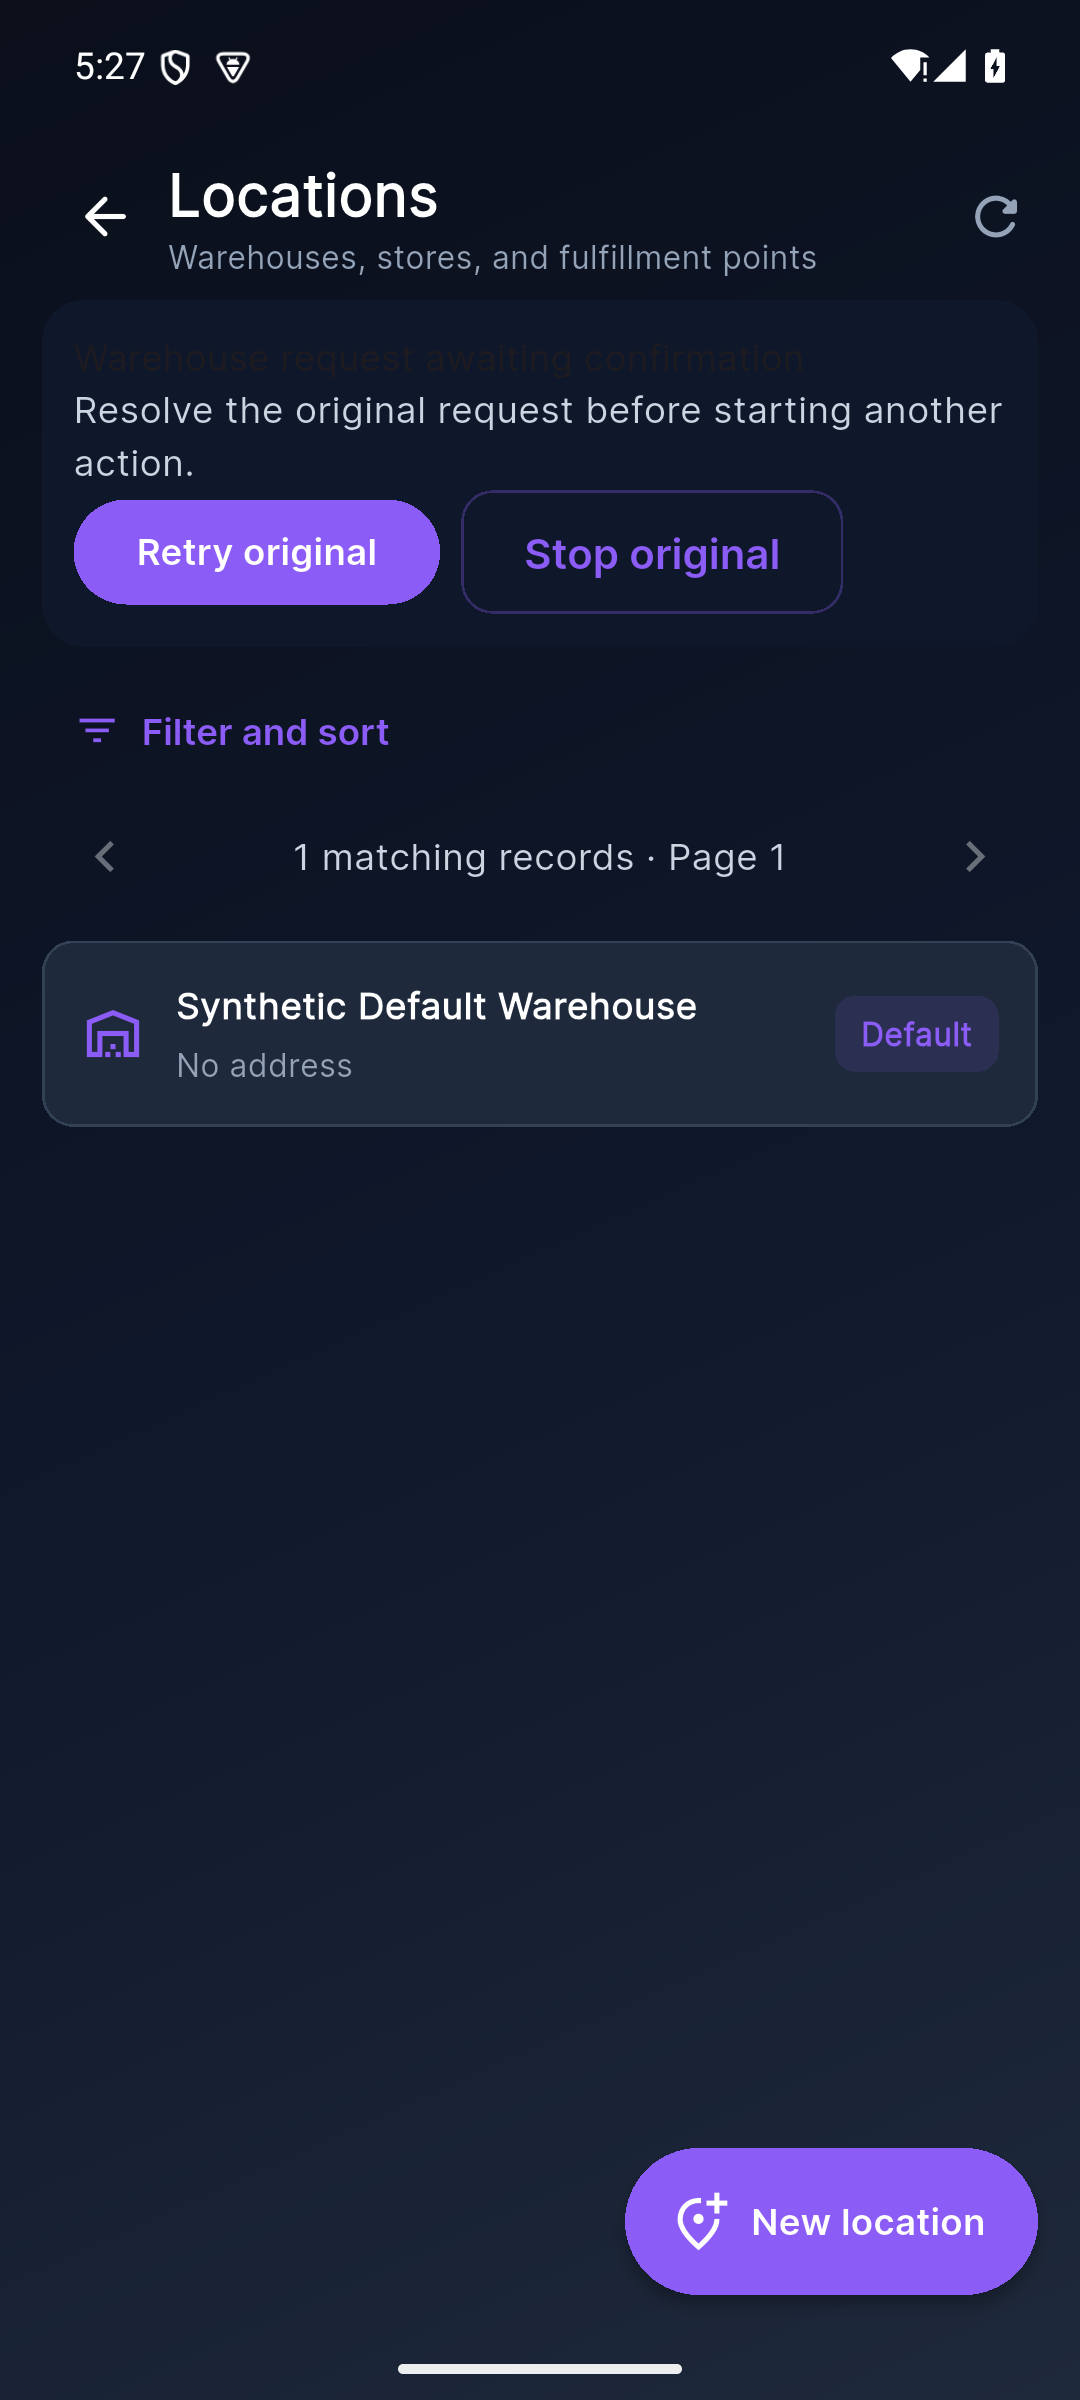 5:27
Locations
Warehouses, stores, and fulfillment points
Warehouse request awaiting confirmation
Resolve the original request before starting another
action.
Retry original
Stop original
Filter and sort
1 matching records · Page 1
Synthetic Default Warehouse
No address
Default
New location